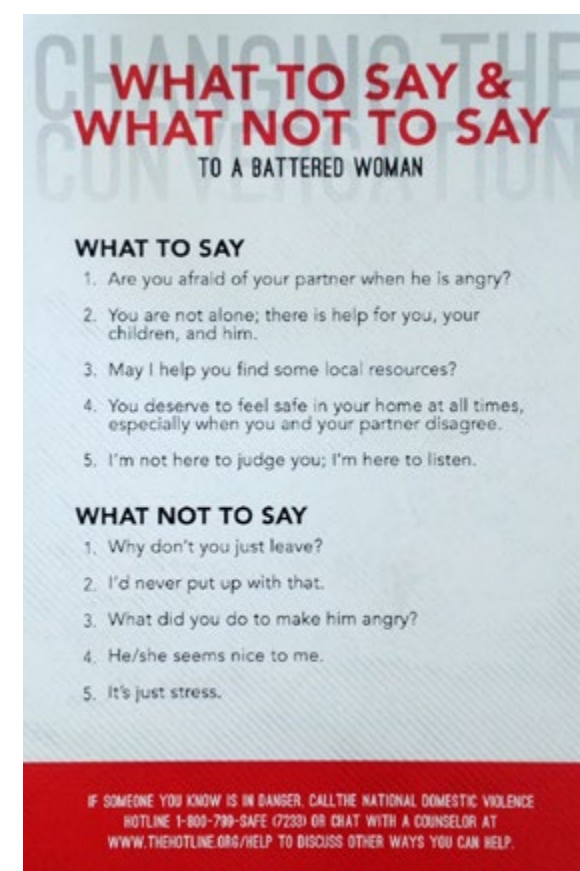 CHANGING THE
CONVERSATION
WHAT TO SAY &
WHAT NOT TO SAY
TO A BATTERED WOMAN
WHAT TO SAY
1. Are you afraid of your partner when he is angry?
2. You are not alone; there is help for you, your
children, and him.
3. May I help you find some local resources?
4. You deserve to feel safe in your home at all times,
especially when you and your partner disagree.
5. I'm not here to judge you; I'm here to listen.
WHAT NOT TO SAY
1. Why don't you just leave?
2. I'd never put up with that.
3. What did you do to make him angry?
4. He/she seems nice to me.
5. It's just stress.
IF SOMEONE YOU KNOW IS IN DANGER, CALLTHE NATIONAL DOMESTIC VIOLENCE
HOTLINE 1-800-799-SAFE (7233) OR CHAT WITH A COUNSELOR AT
WWW.THEHOTLINE.ORG/HELP TO DISCUSS OTHER WAYS YOU CAN HELP.